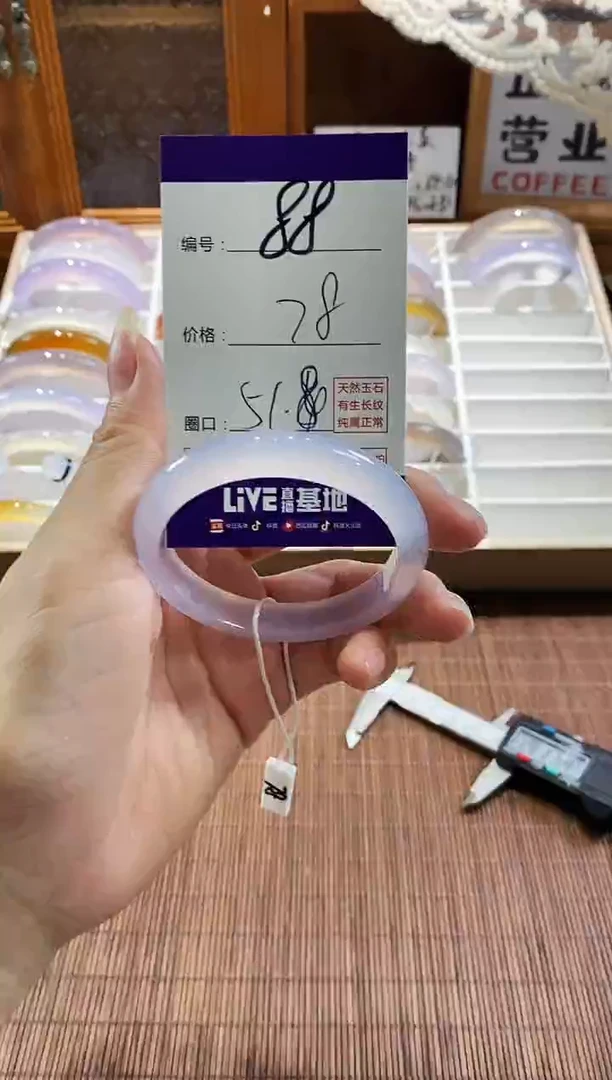 营业
COFFEE
编号：88
价格：78
圈口：51.8
天然玉石
有生长纹
纯属正常
LiVE直播基地
78